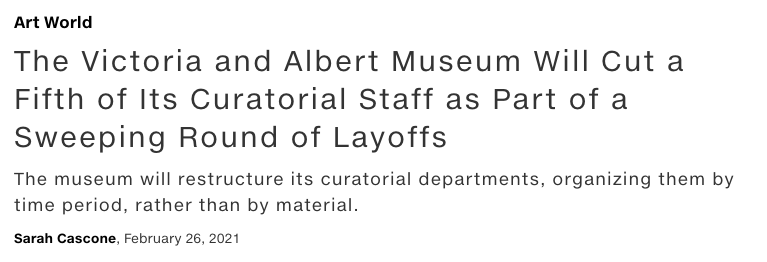 Art World
The Victoria and Albert Museum Will Cut a
Fifth of Its Curatorial Staff as Part of a
Sweeping Round of Layoffs
The museum will restructure its curatorial departments, organizing them by
time period, rather than by material.
Sarah Cascone, February 26, 2021